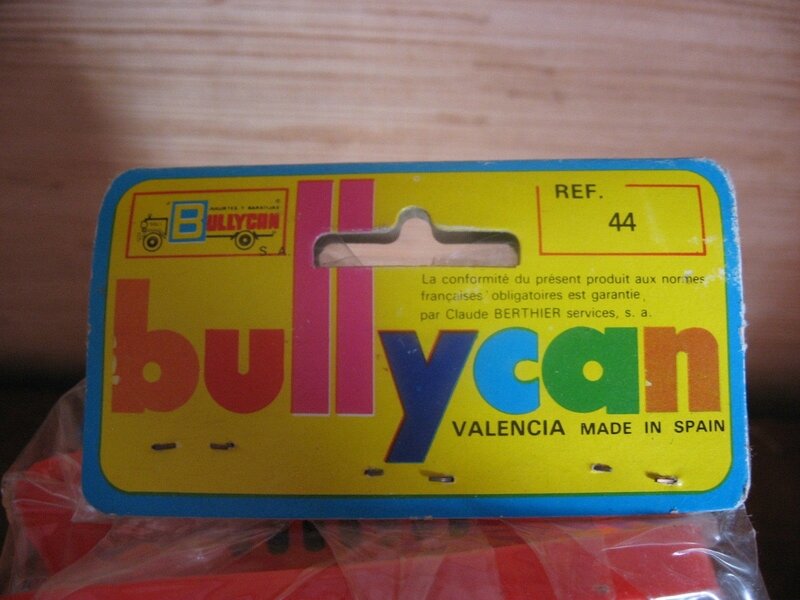 JUGUETES Y BARATIJAS
BULLYCAN
S. A.
REF.
44
La conformité du présent produit aux normes
françaises obligatoires est garantie
par Claude BERTHIER services, s. a.
bullycan
VALENCIA MADE IN SPAIN